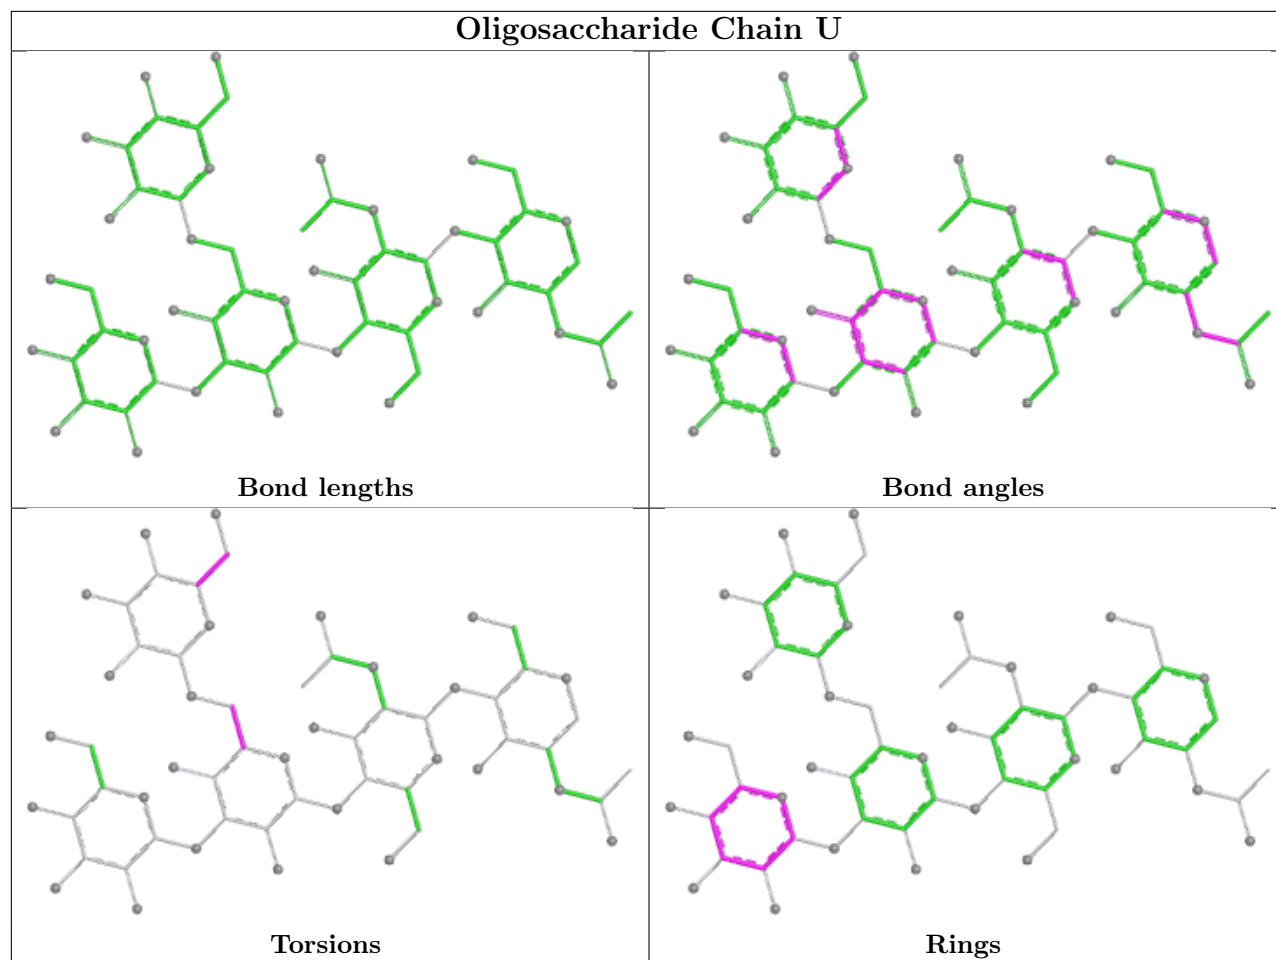 Oligosaccharide Chain U
Bond lengths
Bond angles
Torsions
Rings